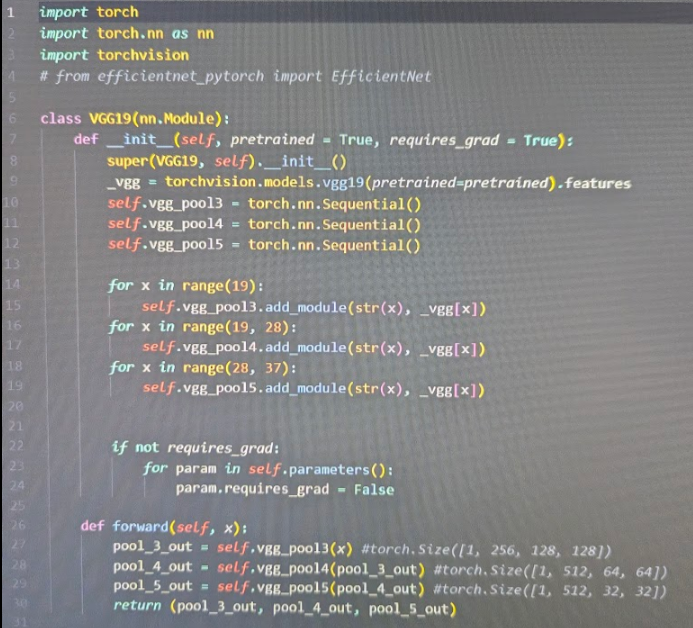 1 import torch
2 import torch.nn as nn
3 import torchvision
4 # from efficientnet_pytorch import EfficientNet
5
6 class VGG19(nn.Module):
7     def __init__(self, pretrained = True, requires_grad = True):
8         super(VGG19, self).__init__()
9         _vgg = torchvision.models.vgg19(pretrained=pretrained).features
10         self.vgg_pool3 = torch.nn.Sequential()
11         self.vgg_pool4 = torch.nn.Sequential()
12         self.vgg_pool5 = torch.nn.Sequential()
13
14         for x in range(19):
15             self.vgg_pool3.add_module(str(x), _vgg[x])
16         for x in range(19, 28):
17             self.vgg_pool4.add_module(str(x), _vgg[x])
18         for x in range(28, 37):
19             self.vgg_pool5.add_module(str(x), _vgg[x])
20
21
22         if not requires_grad:
23             for param in self.parameters():
24                 param.requires_grad = False
25
26     def forward(self, x):
27         pool_3_out = self.vgg_pool3(x) #torch.Size([1, 256, 128, 128])
28         pool_4_out = self.vgg_pool4(pool_3_out) #torch.Size([1, 512, 64, 64])
29         pool_5_out = self.vgg_pool5(pool_4_out) #torch.Size([1, 512, 32, 32])
30         return (pool_3_out, pool_4_out, pool_5_out)
31